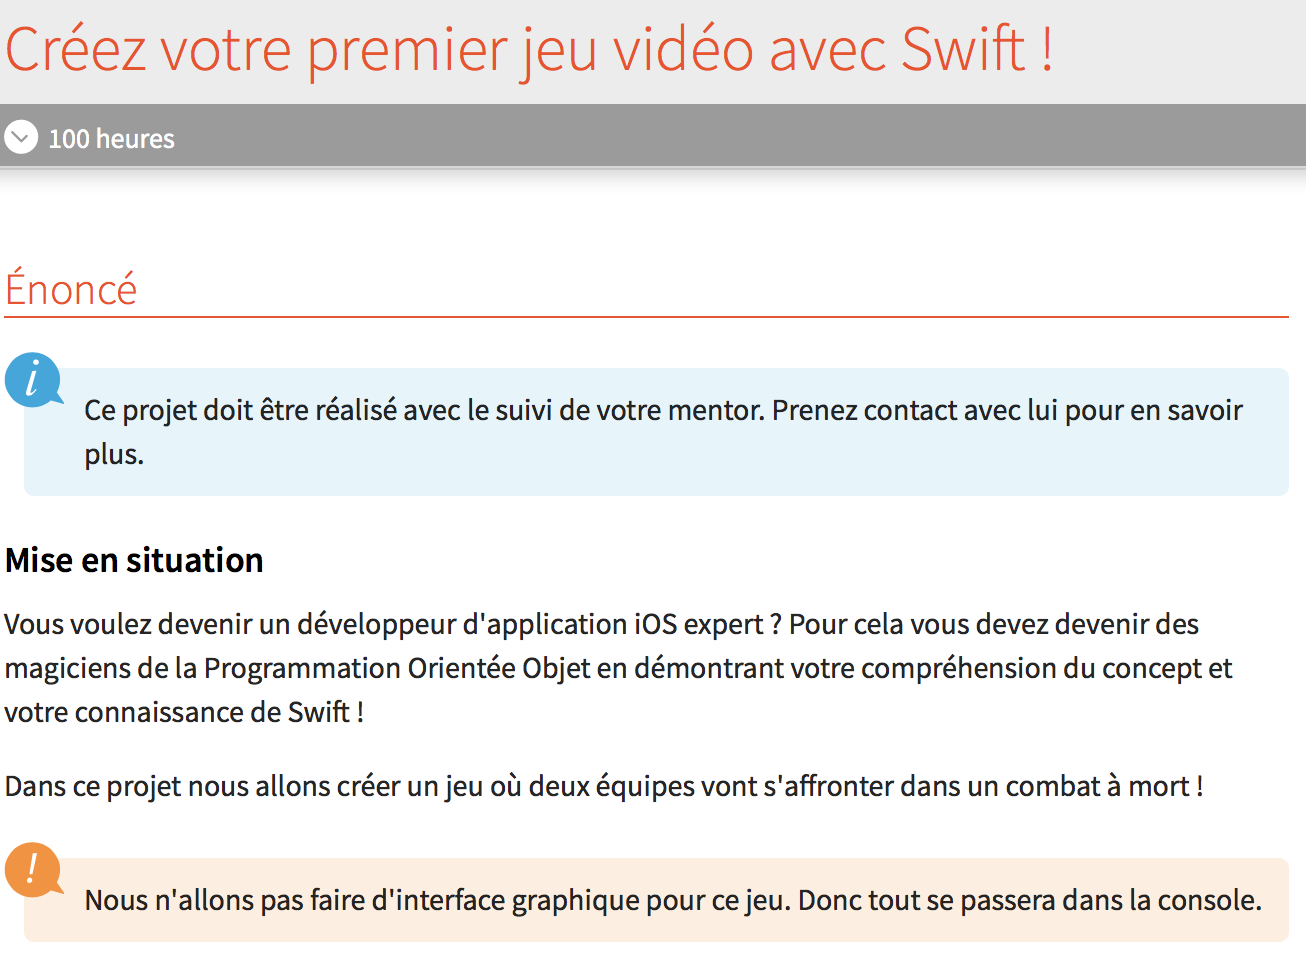 Créez votre premier jeu vidéo avec Swift !
100 heures
Énoncé
i
Ce projet doit être réalisé avec le suivi de votre mentor. Prenez contact avec lui pour en savoir
plus.
Mise en situation
Vous voulez devenir un développeur d'application iOS expert ? Pour cela vous devez devenir des
magiciens de la Programmation Orientée Objet en démontrant votre compréhension du concept et
votre connaissance de Swift !
Dans ce projet nous allons créer un jeu où deux équipes vont s'affronter dans un combat à mort !
!
Nous n'allons pas faire d'interface graphique pour ce jeu. Donc tout se passera dans la console.